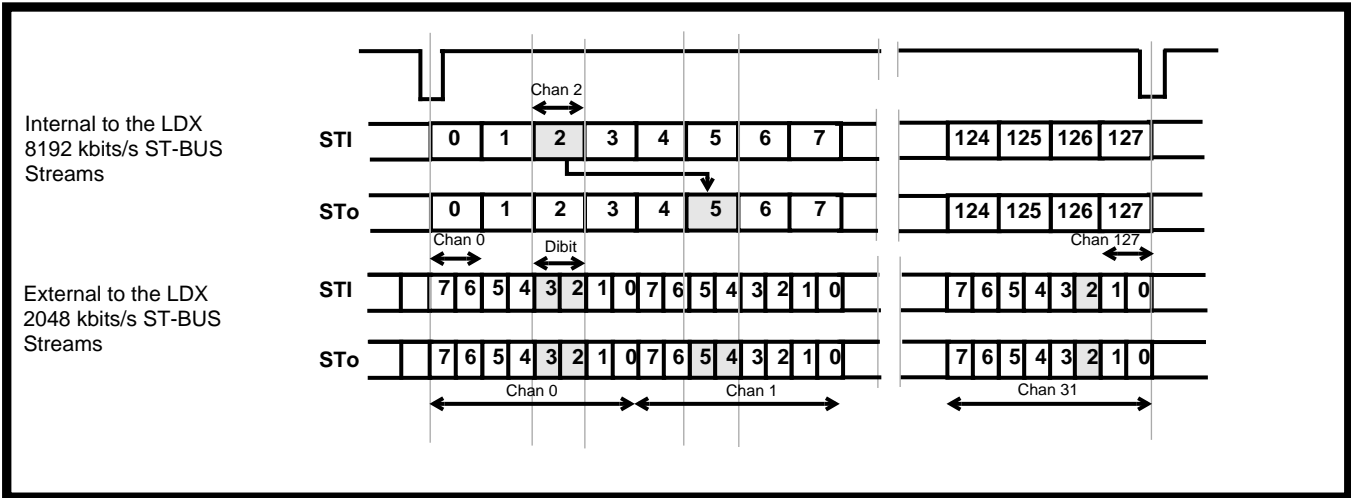 Chan 2
Internal to the LDX
8192 kbits/s ST-BUS
Streams
STI 0 1 2 3 4 5 6 7 124 125 126 127
STo 0 1 2 3 4 5 6 7 124 125 126 127
Chan 0 Dibit Chan 127
External to the LDX
2048 kbits/s ST-BUS
Streams
STI 7 6 5 4 3 2 1 0 7 6 5 4 3 2 1 0 7 6 5 4 3 2 1 0
STo 7 6 5 4 3 2 1 0 7 6 5 4 3 2 1 0 7 6 5 4 3 2 1 0
Chan 0 Chan 1 Chan 31